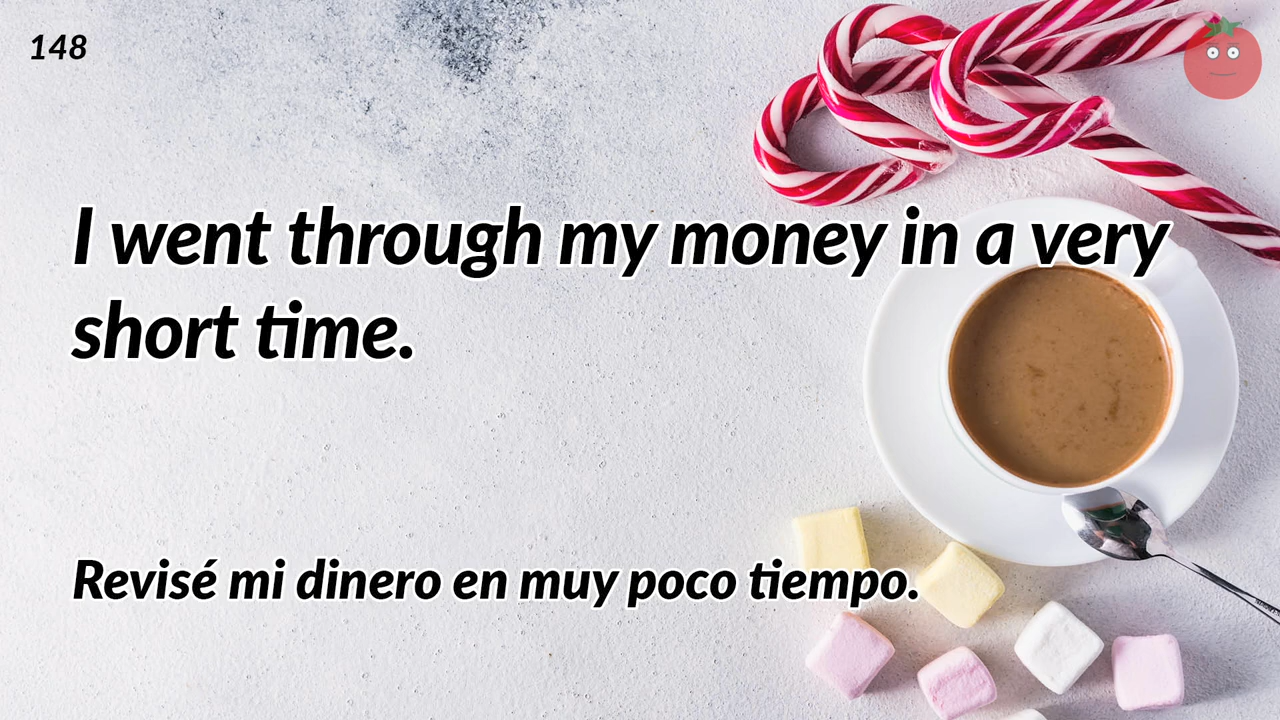 148
I went through my money in a very
short time.
Revisé mi dinero en muy poco tiempo.